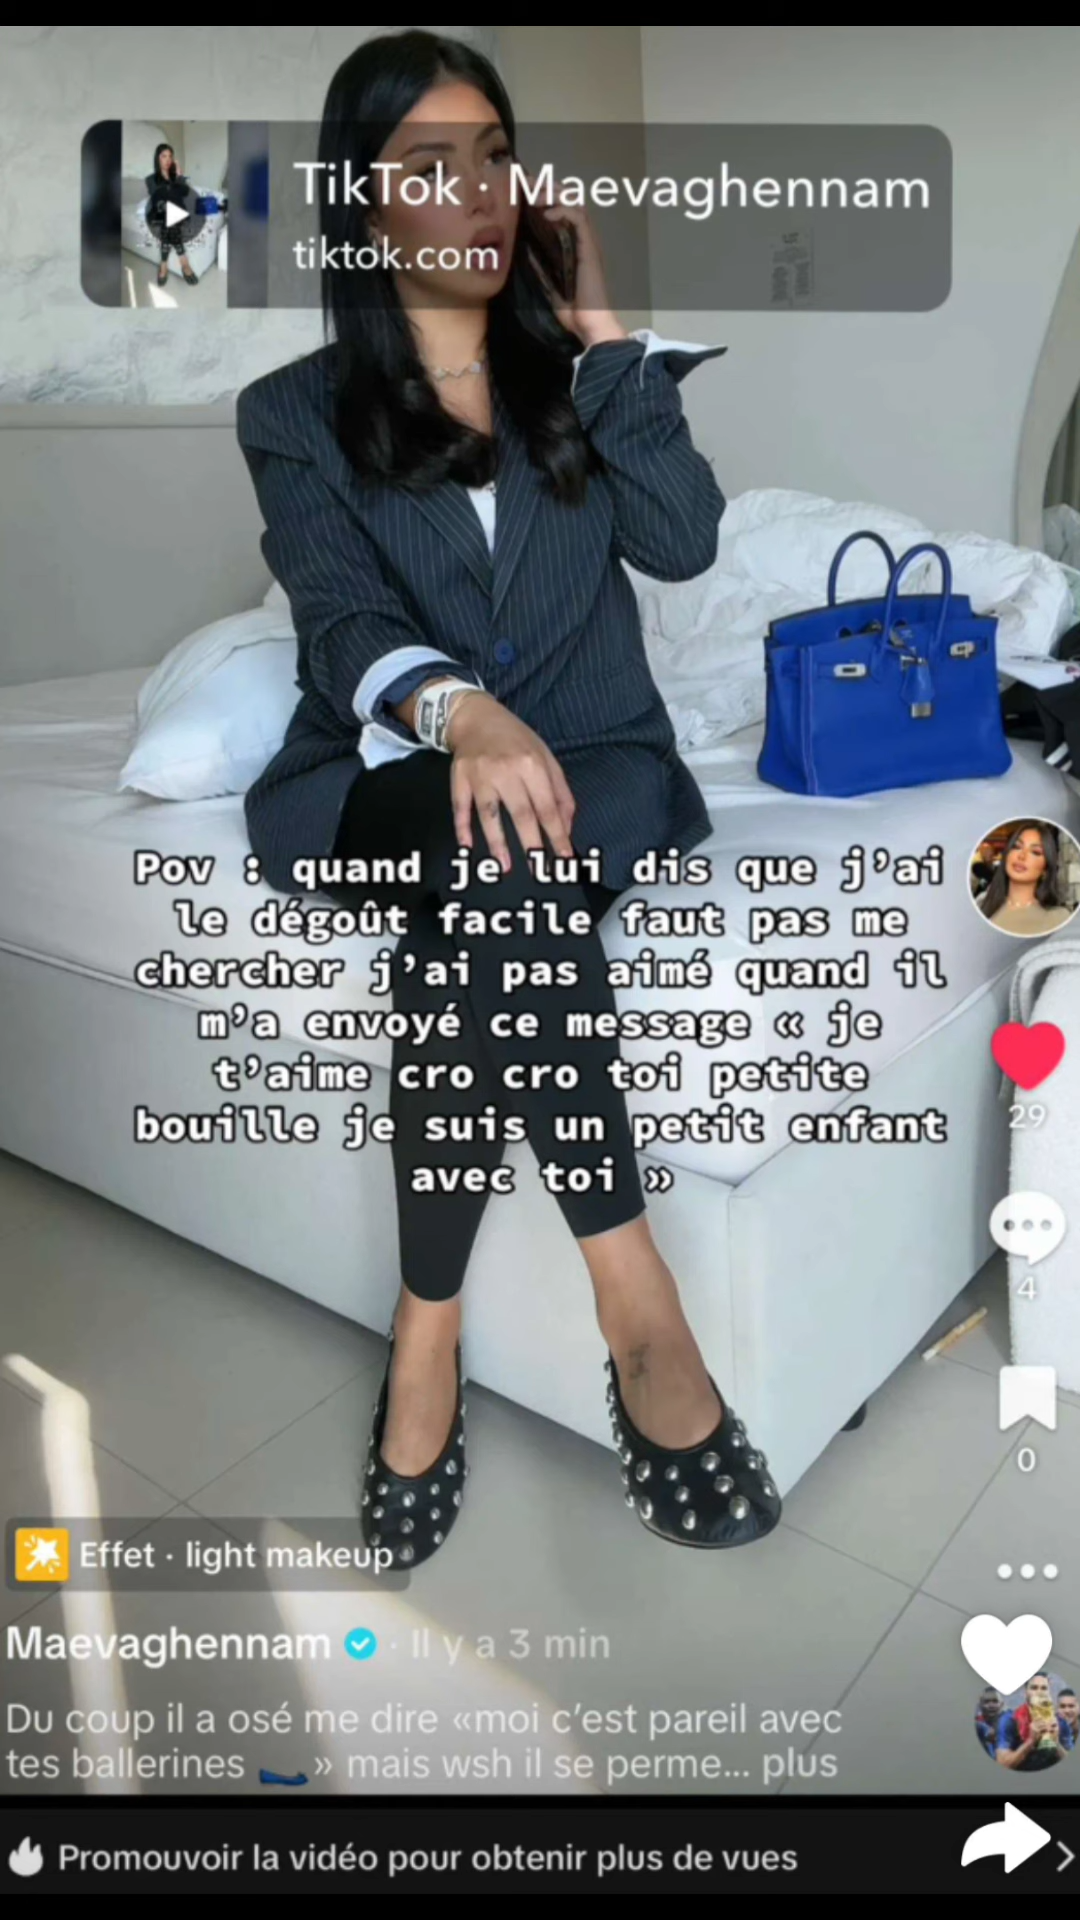 TikTok · Maevaghennam
tiktok.com
Pov : quand je lui dis que j’ai
le dégoût facile faut pas me
chercher j’ai pas aimé quand il
m’a envoyé ce message « je
t’aime cro cro toi petite
bouille je suis un petit enfant
avec toi »
29
4
0
Effet · light makeup
Maevaghennam · Il y a 3 min
Du coup il a osé me dire «moi c’est pareil avec
tes ballerines 🥿» mais wsh il se perme... plus
Promouvoir la vidéo pour obtenir plus de vues